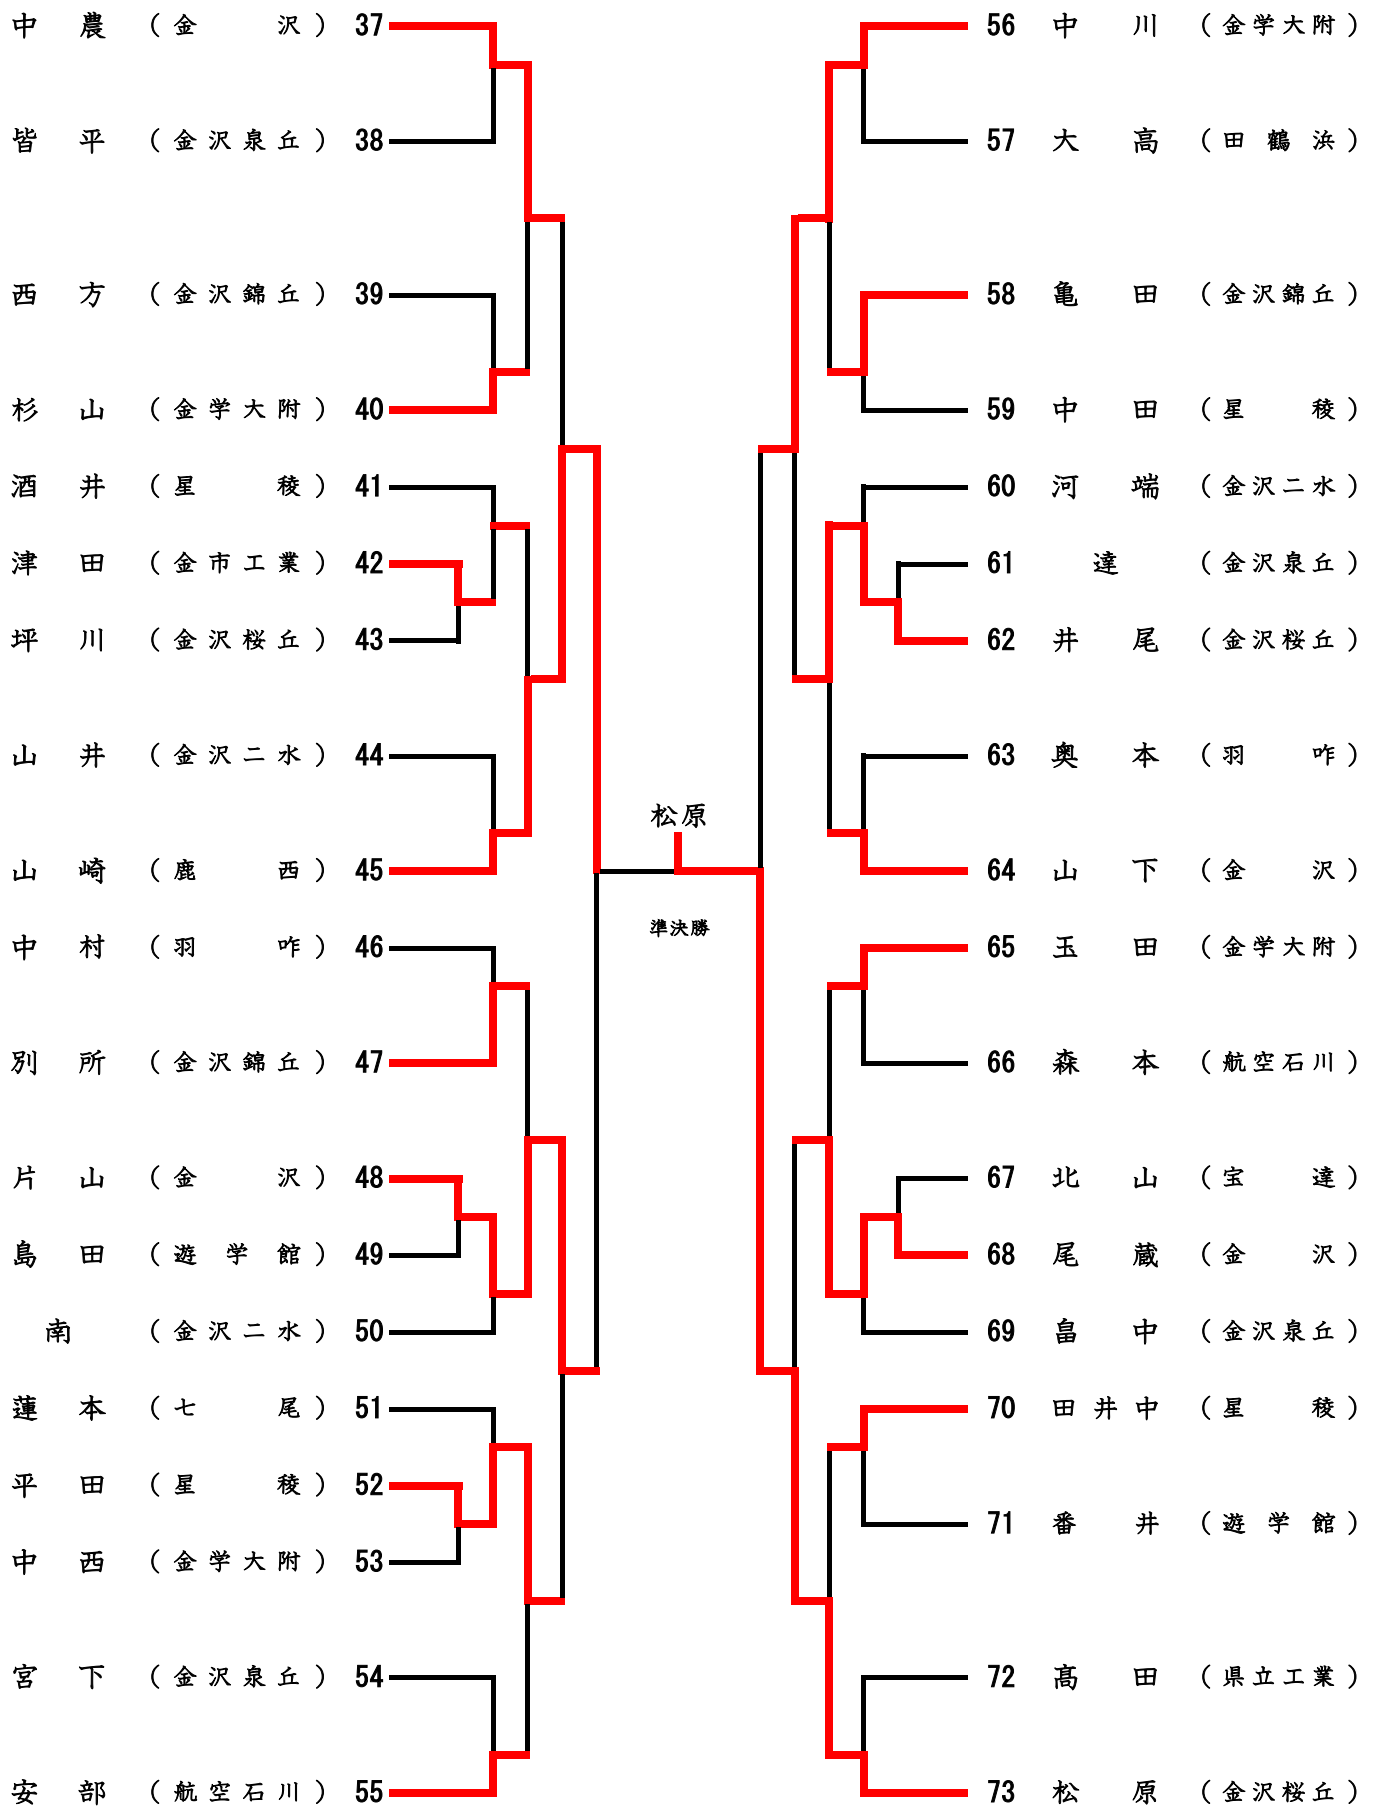 中農（金沢）37
皆平（金沢泉丘）38
西方（金沢錦丘）39
杉山（金学大附）40
酒井（星稜）41
津田（金市工業）42
坪川（金沢桜丘）43
山井（金沢二水）44
山崎（鹿西）45
中村（羽咋）46
別所（金沢錦丘）47
片山（金沢）48
島田（遊学館）49
南（金沢二水）50
蓮本（七尾）51
平田（星稜）52
中西（金学大附）53
宮下（金沢泉丘）54
安部（航空石川）55
松原
準決勝
56 中川（金学大附）
57 大高（田鶴浜）
58 亀田（金沢錦丘）
59 中田（星稜）
60 河端（金沢二水）
61 達（金沢泉丘）
62 井尾（金沢桜丘）
63 奥本（羽咋）
64 山下（金沢）
65 玉田（金学大附）
66 森本（航空石川）
67 北山（宝達）
68 尾蔵（金沢）
69 畠中（金沢泉丘）
70 田井中（星稜）
71 番井（遊学館）
72 髙田（県立工業）
73 松原（金沢桜丘）